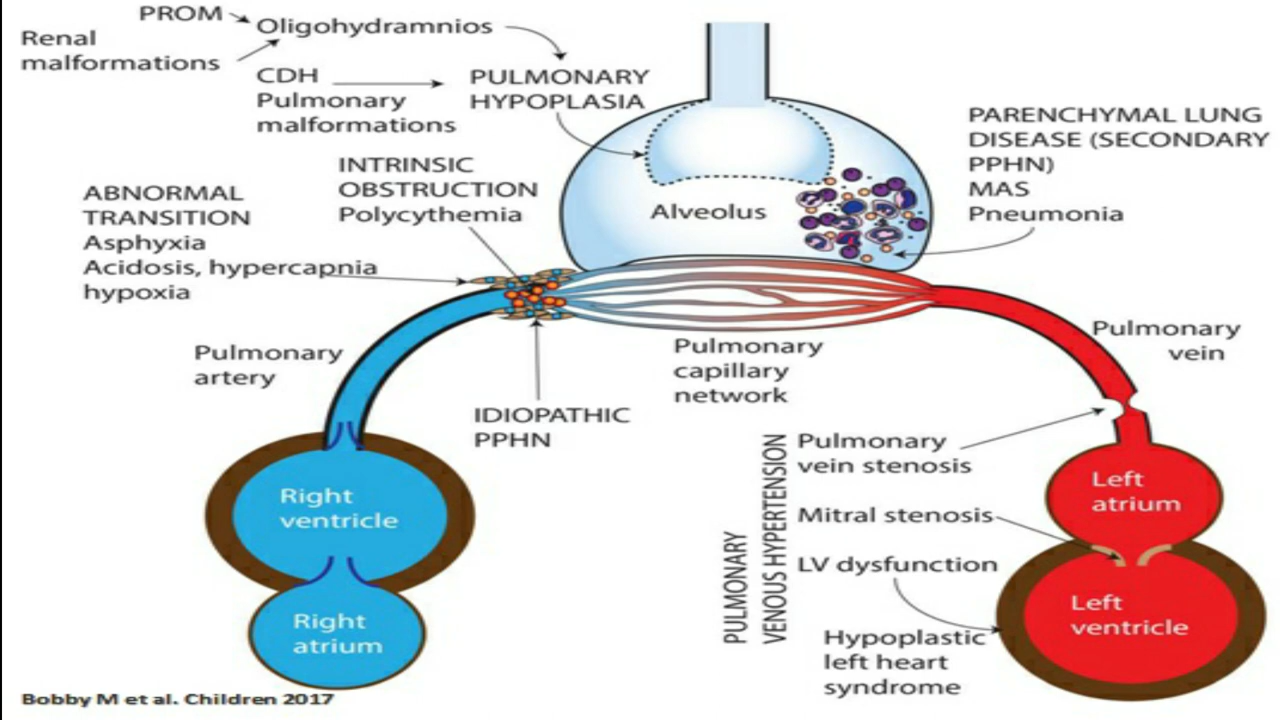 PROM
Oligohydramnios
Renal
malformations
CDH
Pulmonary
malformations
PULMONARY
HYPOPLASIA
INTRINSIC
OBSTRUCTION
Polycythemia
ABNORMAL
TRANSITION
Asphyxia
Acidosis, hypercapnia
hypoxia
Alveolus
PARENCHYMAL LUNG
DISEASE (SECONDARY
PPHN)
MAS
Pneumonia
Pulmonary
artery
IDIOPATHIC
PPHN
Pulmonary
capillary
network
Pulmonary
vein
PULMONARY
VENOUS HYPERTENSION
Pulmonary
vein stenosis
Mitral stenosis
LV dysfunction
Hypoplastic
left heart
syndrome
Right
ventricle
Right
atrium
Left
atrium
Left
ventricle
Bobby M et al. Children 2017